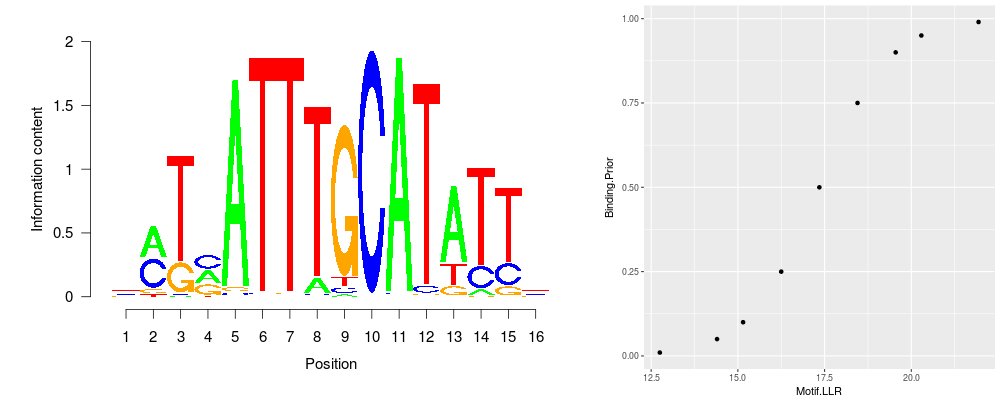 2
1.5
1
0.5
0
Information content
1 2 3 4 5 6 7 8 9 10 11 12 13 14 15 16
Position
A C T G C A G A T T T A G C A T A T G T C T C G
1.00
0.75
0.50
0.25
0.00
Binding.Prior
12.5 15.0 17.5 20.0
Motif.LLR